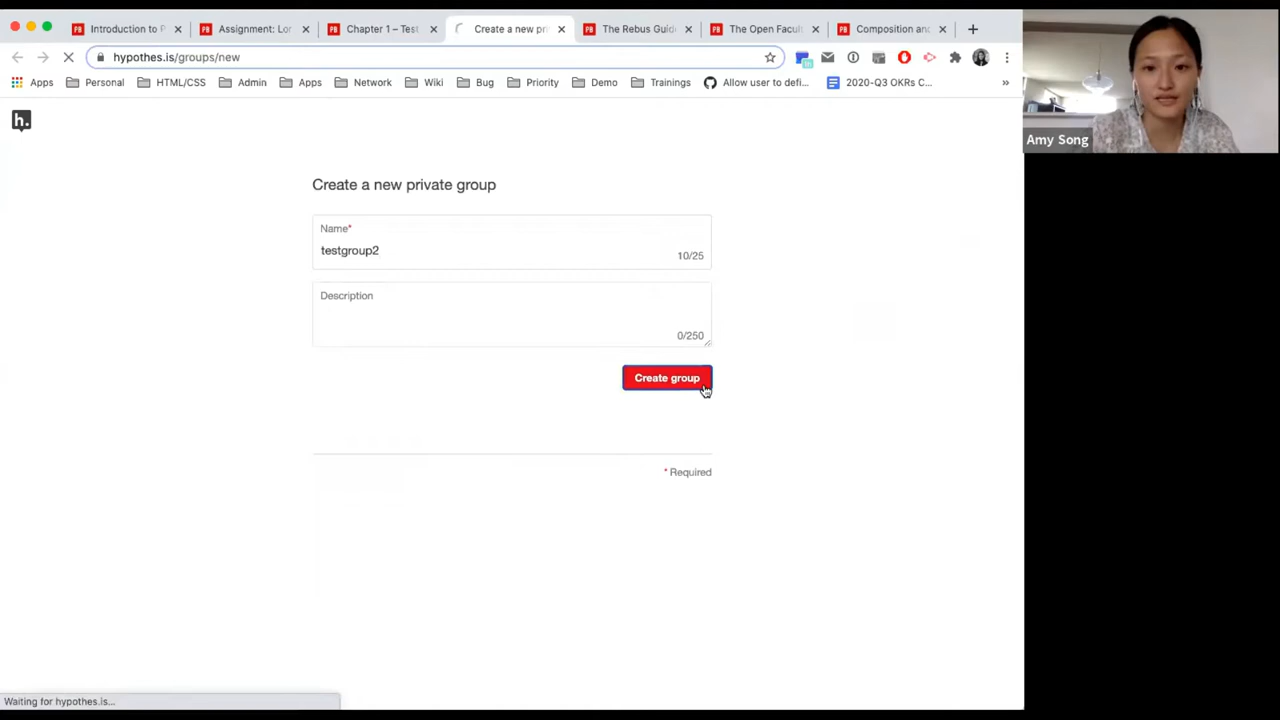 Introduction to P
Assignment: Lor
Chapter 1 – Test
Create a new pri
The Rebus Guid
The Open Facul
Composition and
hypothes.is/groups/new
Apps
Personal
HTML/CSS
Admin
Apps
Network
Wiki
Bug
Priority
Demo
Trainings
Allow user to defi...
2020-Q3 OKRs C...
»
h.
Amy Song
Create a new private group
Name*
testgroup2
10/25
Description
0/250
Create group
* Required
Waiting for hypothes.is...